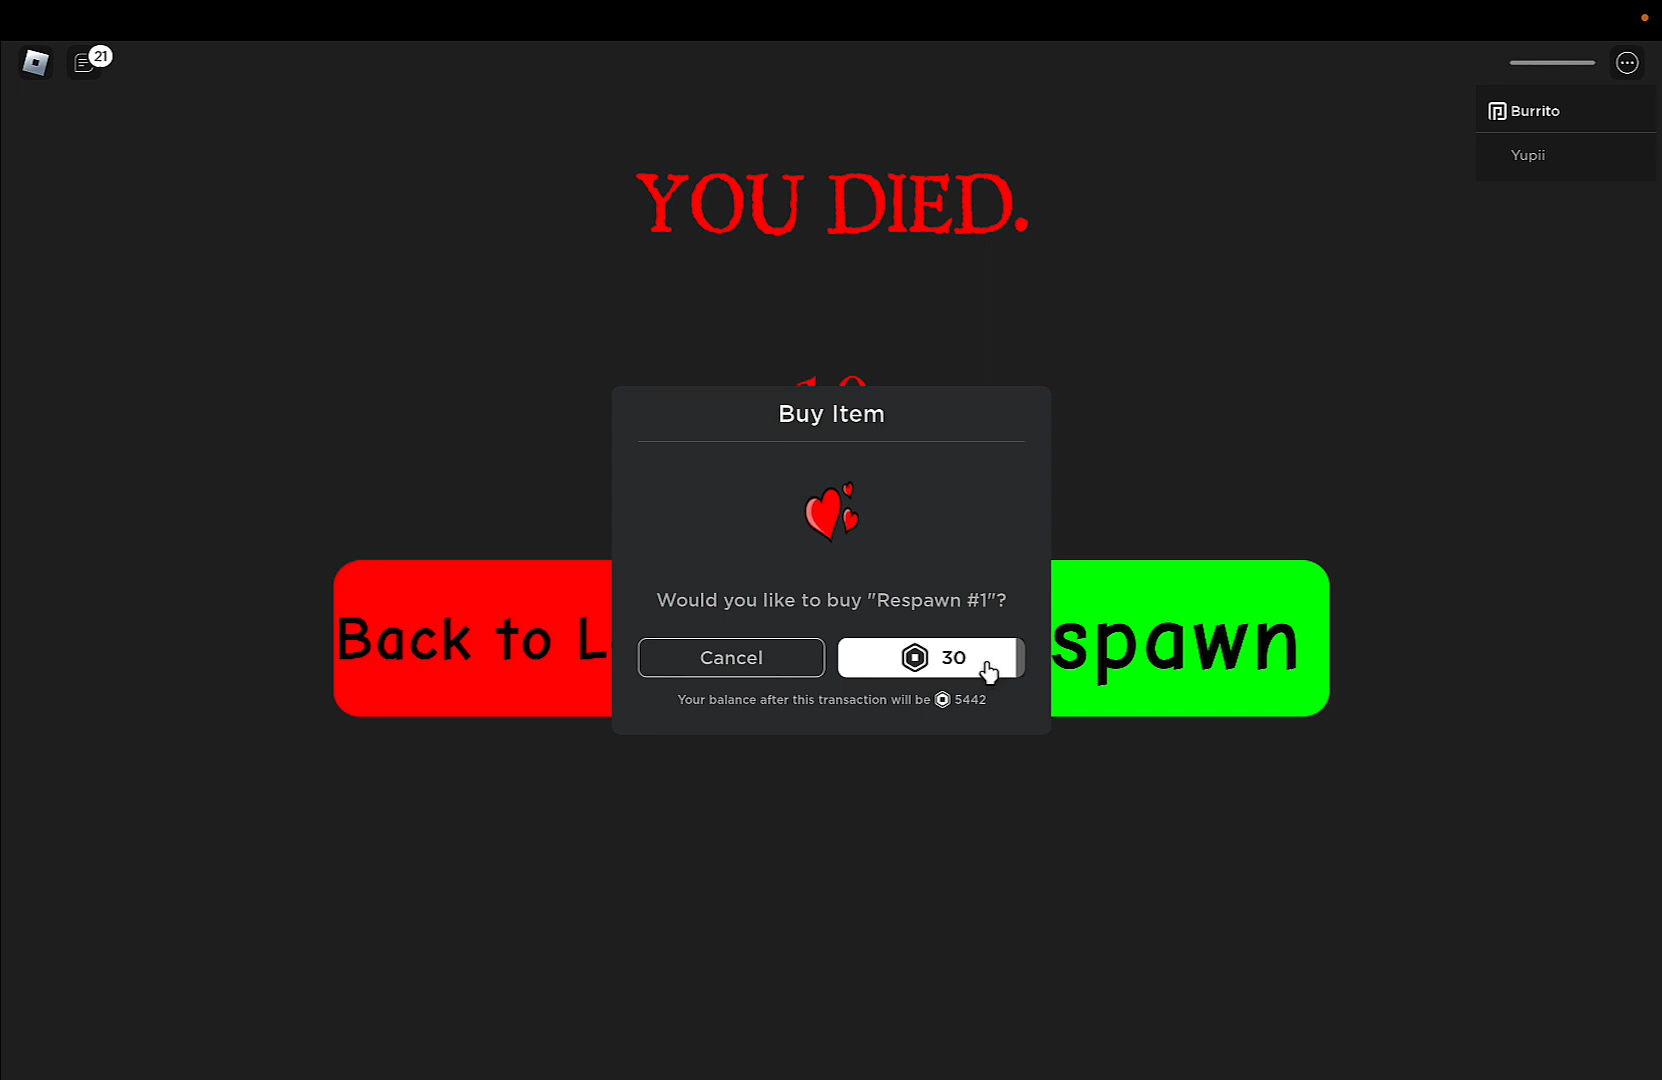 21
Burrito
Yupii
YOU DIED.
Buy Item
Would you like to buy "Respawn #1"?
Back to L
spawn
Cancel
30
Your balance after this transaction will be 5442